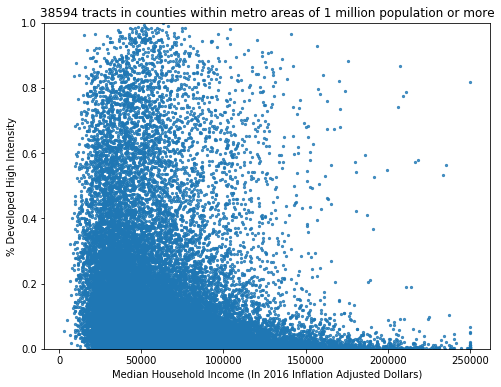 38594 tracts in counties within metro areas of 1 million population or more
1.0
0.8
0.6
0.4
0.2
0.0
% Developed High Intensity
0 50000 100000 150000 200000 250000
Median Household Income (In 2016 Inflation Adjusted Dollars)